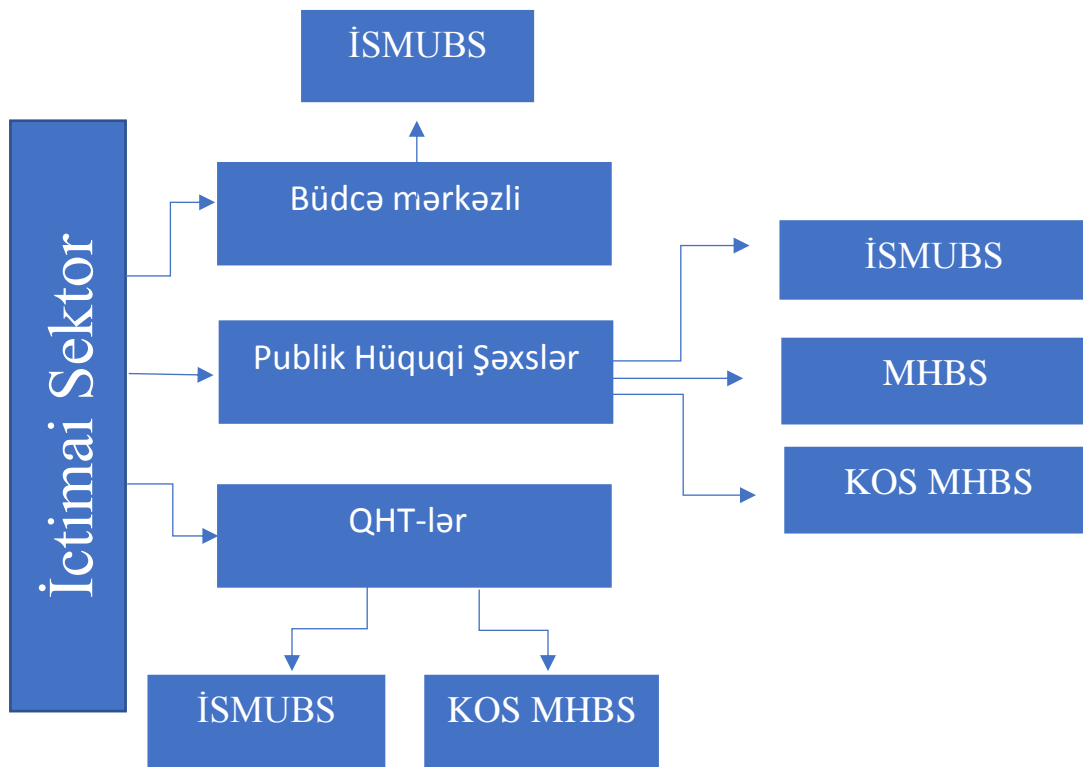 İSMUBS
Büdcə mərkəzli
İctimai Sektor
Publik Hüquqi Şəxslər
İSMUBS
MHBS
KOS MHBS
QHT-lər
İSMUBS
KOS MHBS